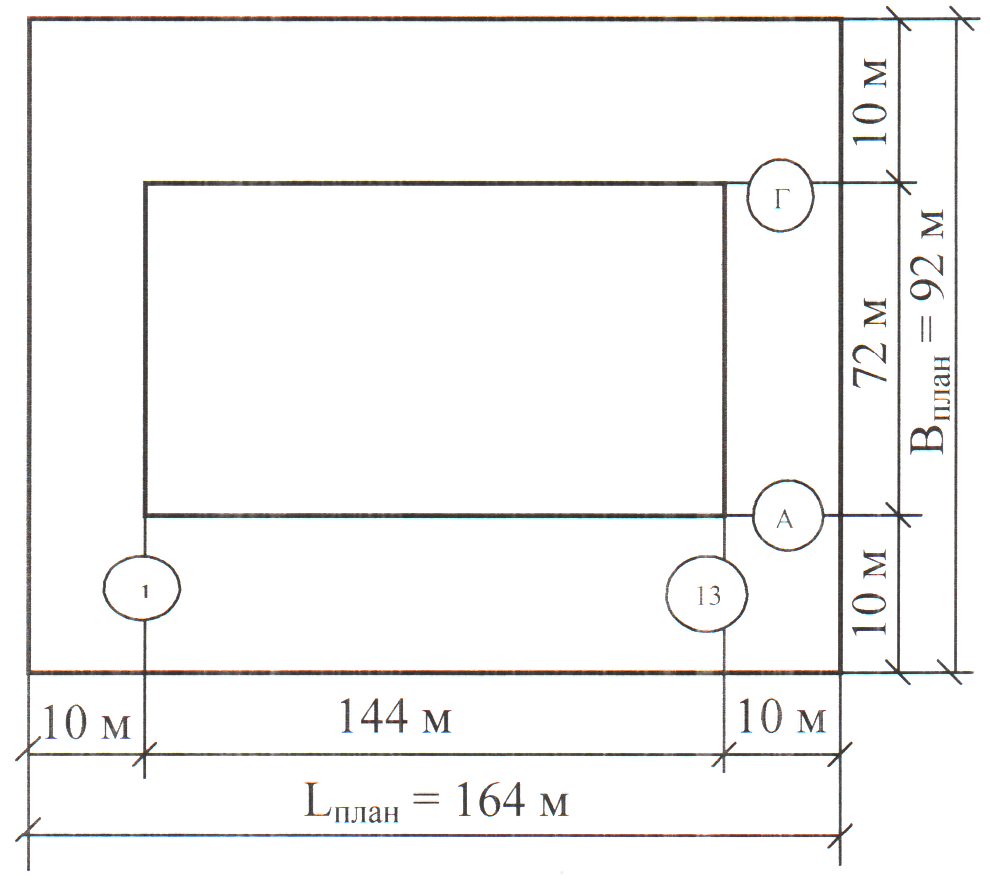 10 м
Г
72 м
Bплан = 92 м
А
10 м
1
13
10 м
144 м
10 м
Lплан = 164 м